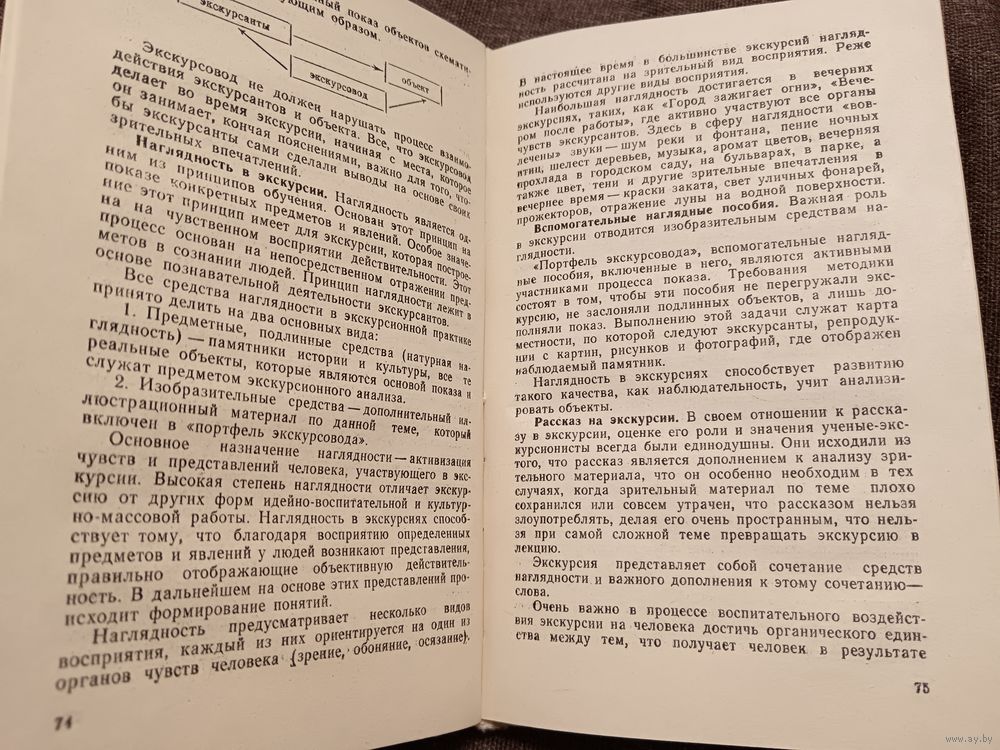 ный показ объектов схемати-
ующим образом.
экскурсанты
экскурсовод
объект
Экскурсовод не должен нарушать процесс взаимо-
действия экскурсантов и объекта. Все, что экскурсовод
делает во время экскурсии, начиная с места, которое
он занимает, кончая пояснениями, важно для того, что-
бы экскурсанты сами сделали выводы на основе своих
зрительных впечатлений.
Наглядность в экскурсии. Наглядность является од-
ним из принципов обучения. Основан этот принцип на
показе конкретных предметов и явлений. Особое значе-
ние этот принцип имеет для экскурсии, которая построе-
на на чувственном восприятии действительности. Этот
процесс основан на непосредственном отражении пред-
метов в сознании людей. Принцип наглядности лежит в
основе познавательной деятельности экскурсантов.
Все средства наглядности в экскурсионной практике
принято делить на два основных вида:
1. Предметные, подлинные средства (натурная на-
глядность) — памятники истории и культуры, все те
реальные объекты, которые являются основой показа и
служат предметом экскурсионного анализа.
2. Изобразительные средства — дополнительный ил-
люстрационный материал по данной теме, который
включен в «портфель экскурсовода».
Основное назначение наглядности — активизация
чувств и представлений человека, участвующего в экс-
курсии. Высокая степень наглядности отличает экскур-
сию от других форм идейно-воспитательной и культур-
но-массовой работы. Наглядность в экскурсиях способ-
ствует тому, что благодаря восприятию определенных
предметов и явлений у людей возникают представления,
правильно отображающие объективную действитель-
ность. В дальнейшем на основе этих представлений про-
исходит формирование понятий.
Наглядность предусматривает несколько видов
восприятия, каждый из них ориентируется на один из
органов чувств человека (зрение, обоняние, осязание).
74
В настоящее время в большинстве экскурсий нагляд-
ность рассчитана на зрительный вид восприятия. Реже
используются другие виды восприятия.
Наибольшая наглядность достигается в вечерних
экскурсиях, таких, как «Город зажигает огни», «Вече-
ром после работы», где активно участвуют все органы
чувств экскурсантов. Здесь в сферу наглядности «вов-
лечены» звуки — шум реки и фонтана, пение ночных
птиц, шелест деревьев, музыка, аромат цветов, вечерняя
прохлада в городском саду, на бульварах, в парке, а
также цвет, тени и другие зрительные впечатления в
вечернее время — краски заката, свет уличных фонарей,
прожекторов, отражение луны на водной поверхности.
Вспомогательные наглядные пособия. Важная роль
в экскурсии отводится изобразительным средствам на-
глядности.
«Портфель экскурсовода», вспомогательные нагляд-
ные пособия, включенные в него, являются активными
участниками процесса показа. Требования методики
состоят в том, чтобы эти пособия не перегружали экс-
курсию, не заслоняли подлинных объектов, а лишь до-
полняли показ. Выполнению этой задачи служат карта
местности, по которой следуют экскурсанты, репродук-
ции с картин, рисунков и фотографий, где отображен
наблюдаемый памятник.
Наглядность в экскурсиях способствует развитию
такого качества, как наблюдательность, учит анализи-
ровать объекты.
Рассказ на экскурсии. В своем отношении к расска-
зу в экскурсии, оценке его роли и значения ученые-экс-
курсионисты всегда были единодушны. Они исходили из
того, что рассказ является дополнением к анализу зри-
тельного материала, что он особенно необходим в тех
случаях, когда зрительный материал по теме плохо
сохранился или совсем утрачен, что рассказом нельзя
злоупотреблять, делая его очень пространным, что нель-
зя при самой сложной теме превращать экскурсию в
лекцию.
Экскурсия представляет собой сочетание средств
наглядности и важного дополнения к этому сочетанию—
слова.
Очень важно в процессе воспитательного воздейст-
вия экскурсии на человека достичь органического един-
ства между тем, что получает человек в результате
75
www.ay.by